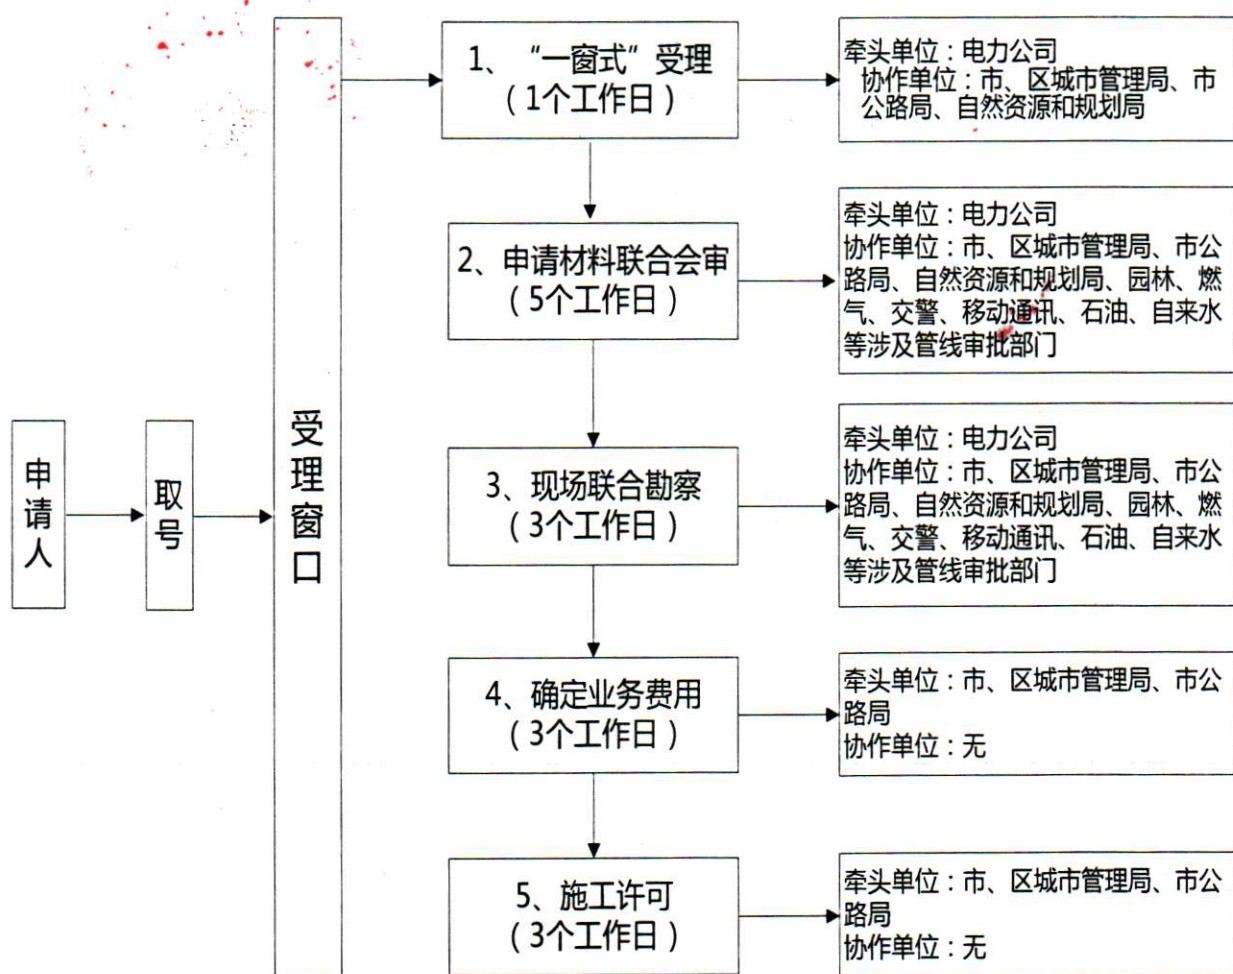 申请人
取号
受理窗口
1、“一窗式”受理
（1个工作日）
牵头单位：电力公司
协作单位：市、区城市管理局、市
公路局、自然资源和规划局
2、申请材料联合会审
（5个工作日）
牵头单位：电力公司
协作单位：市、区城市管理局、市公
路局、自然资源和规划局、园林、燃
气、交警、移动通讯、石油、自来水
等涉及管线审批部门
3、现场联合勘察
（3个工作日）
牵头单位：电力公司
协作单位：市、区城市管理局、市公
路局、自然资源和规划局、园林、燃
气、交警、移动通讯、石油、自来水
等涉及管线审批部门
4、确定业务费用
（3个工作日）
牵头单位：市、区城市管理局、市公
路局
协作单位：无
5、施工许可
（3个工作日）
牵头单位：市、区城市管理局、市公
路局
协作单位：无